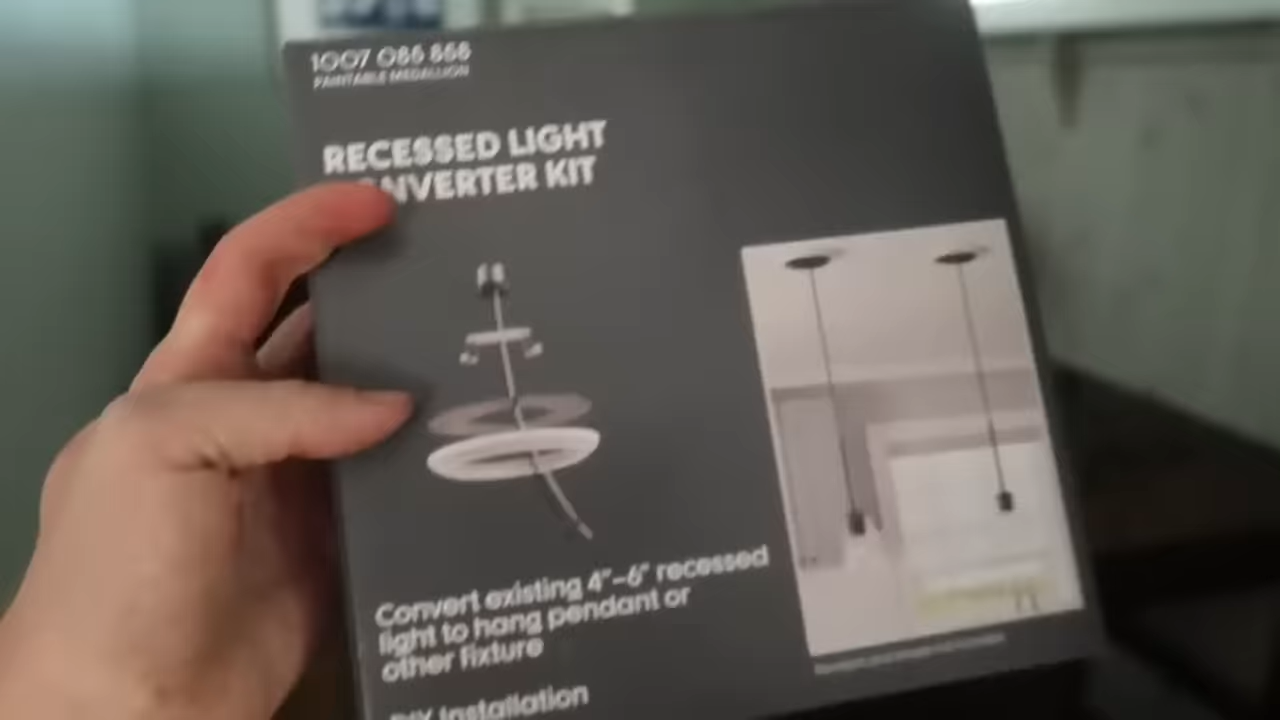 1007 086 868
PAINTABLE MEDALLION
RECESSED LIGHT
NVERTER KIT
Convert existing 4"–6" recessed
light to hang pendant or
other fixture
DIY Installation